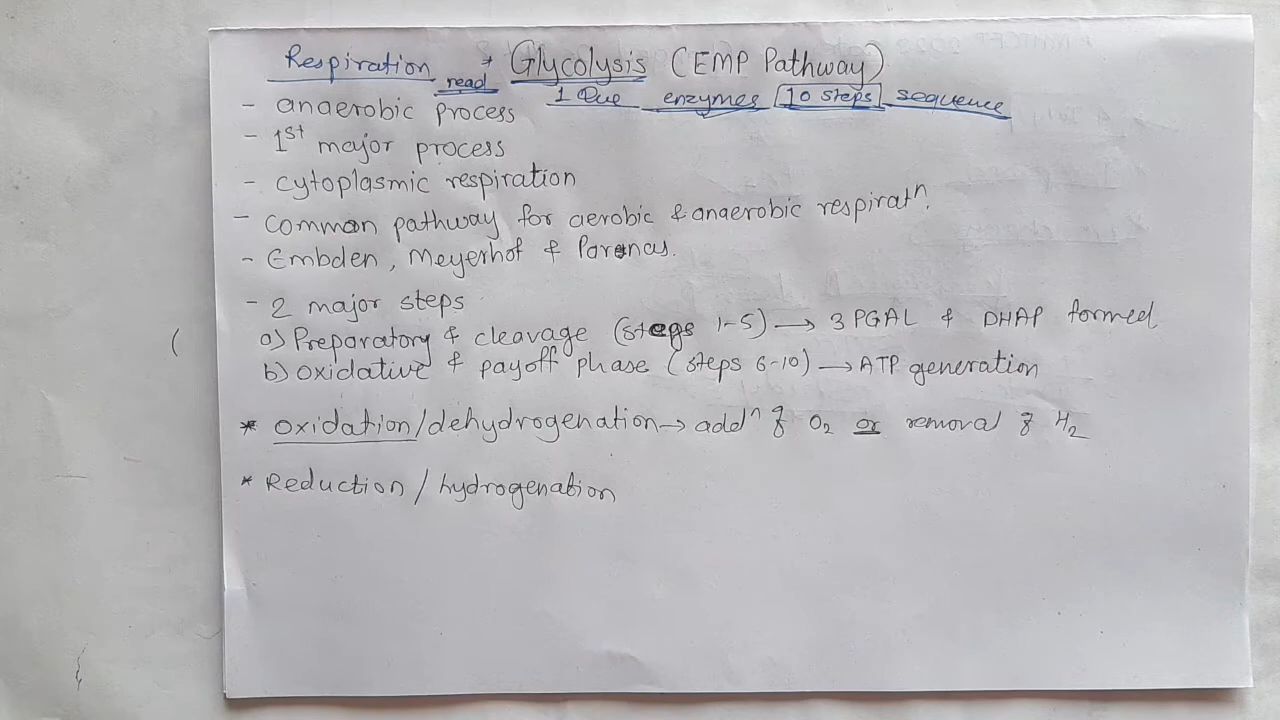 Respiration read * Glycolysis (EMP Pathway)
1 Que enzymes 10 steps sequence
- anaerobic process
- 1st major process
- cytoplasmic respiration
- common pathway for aerobic & anaerobic respiratn.
- Embden, Meyerhof & Parenas.
- 2 major steps
a) Preparatory & cleavage (steps 1-5) → 3 PGAL & DHAP formed
b) oxidative & payoff phase (steps 6-10) → ATP generation
* oxidation/dehydrogenation → addn of O2 or removal of H2
* Reduction / hydrogenation